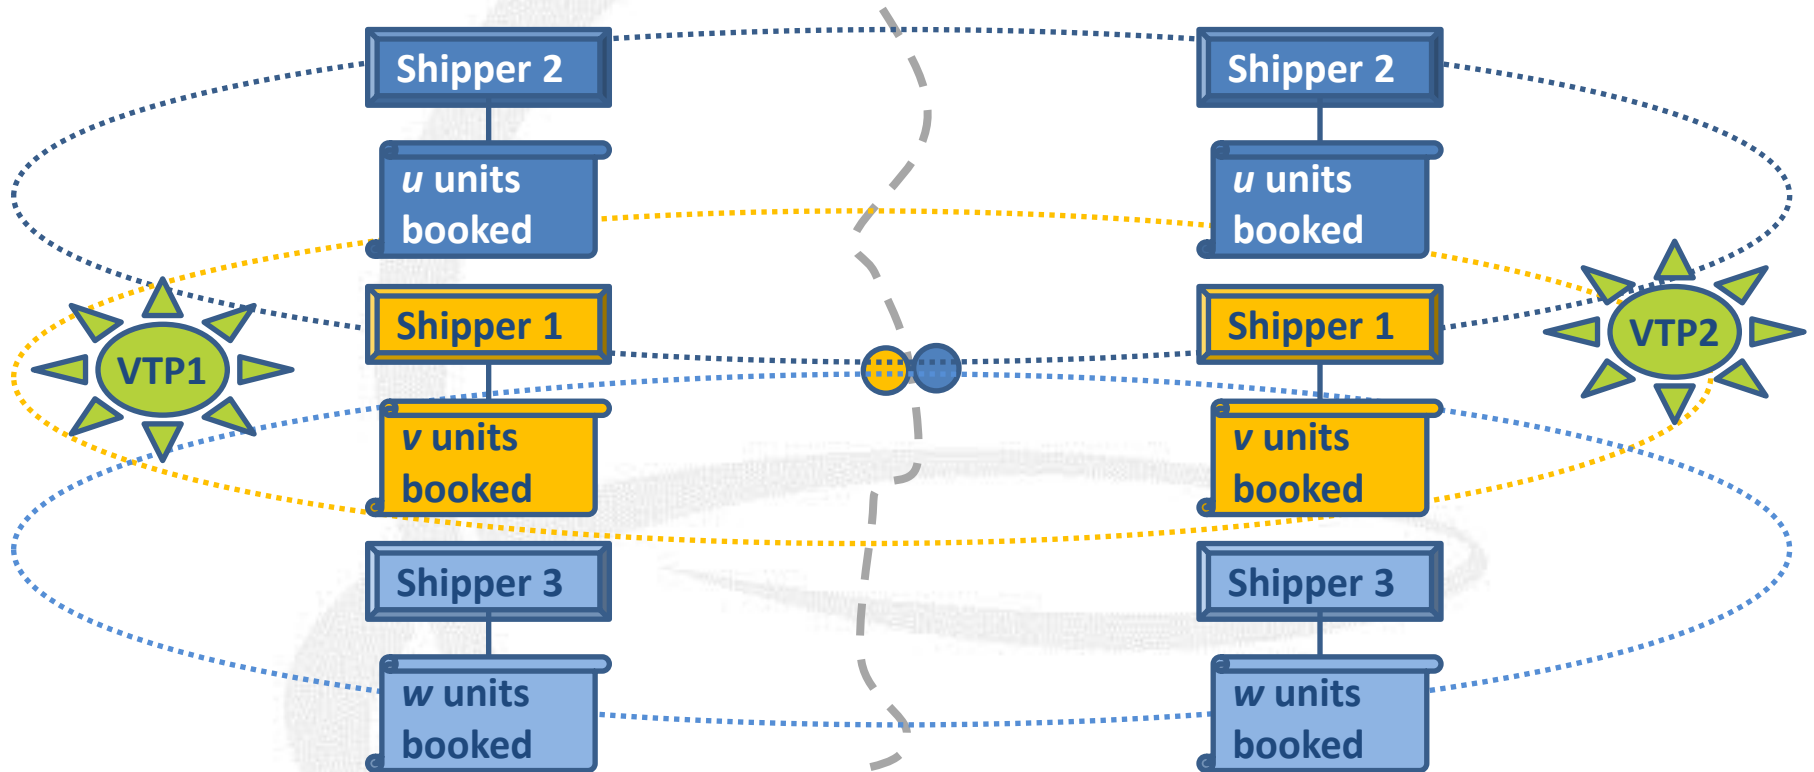 Shipper 2
u units
booked
Shipper 1
v units
booked
Shipper 3
w units
booked
VTP1
Shipper 2
u units
booked
Shipper 1
v units
booked
Shipper 3
w units
booked
VTP2